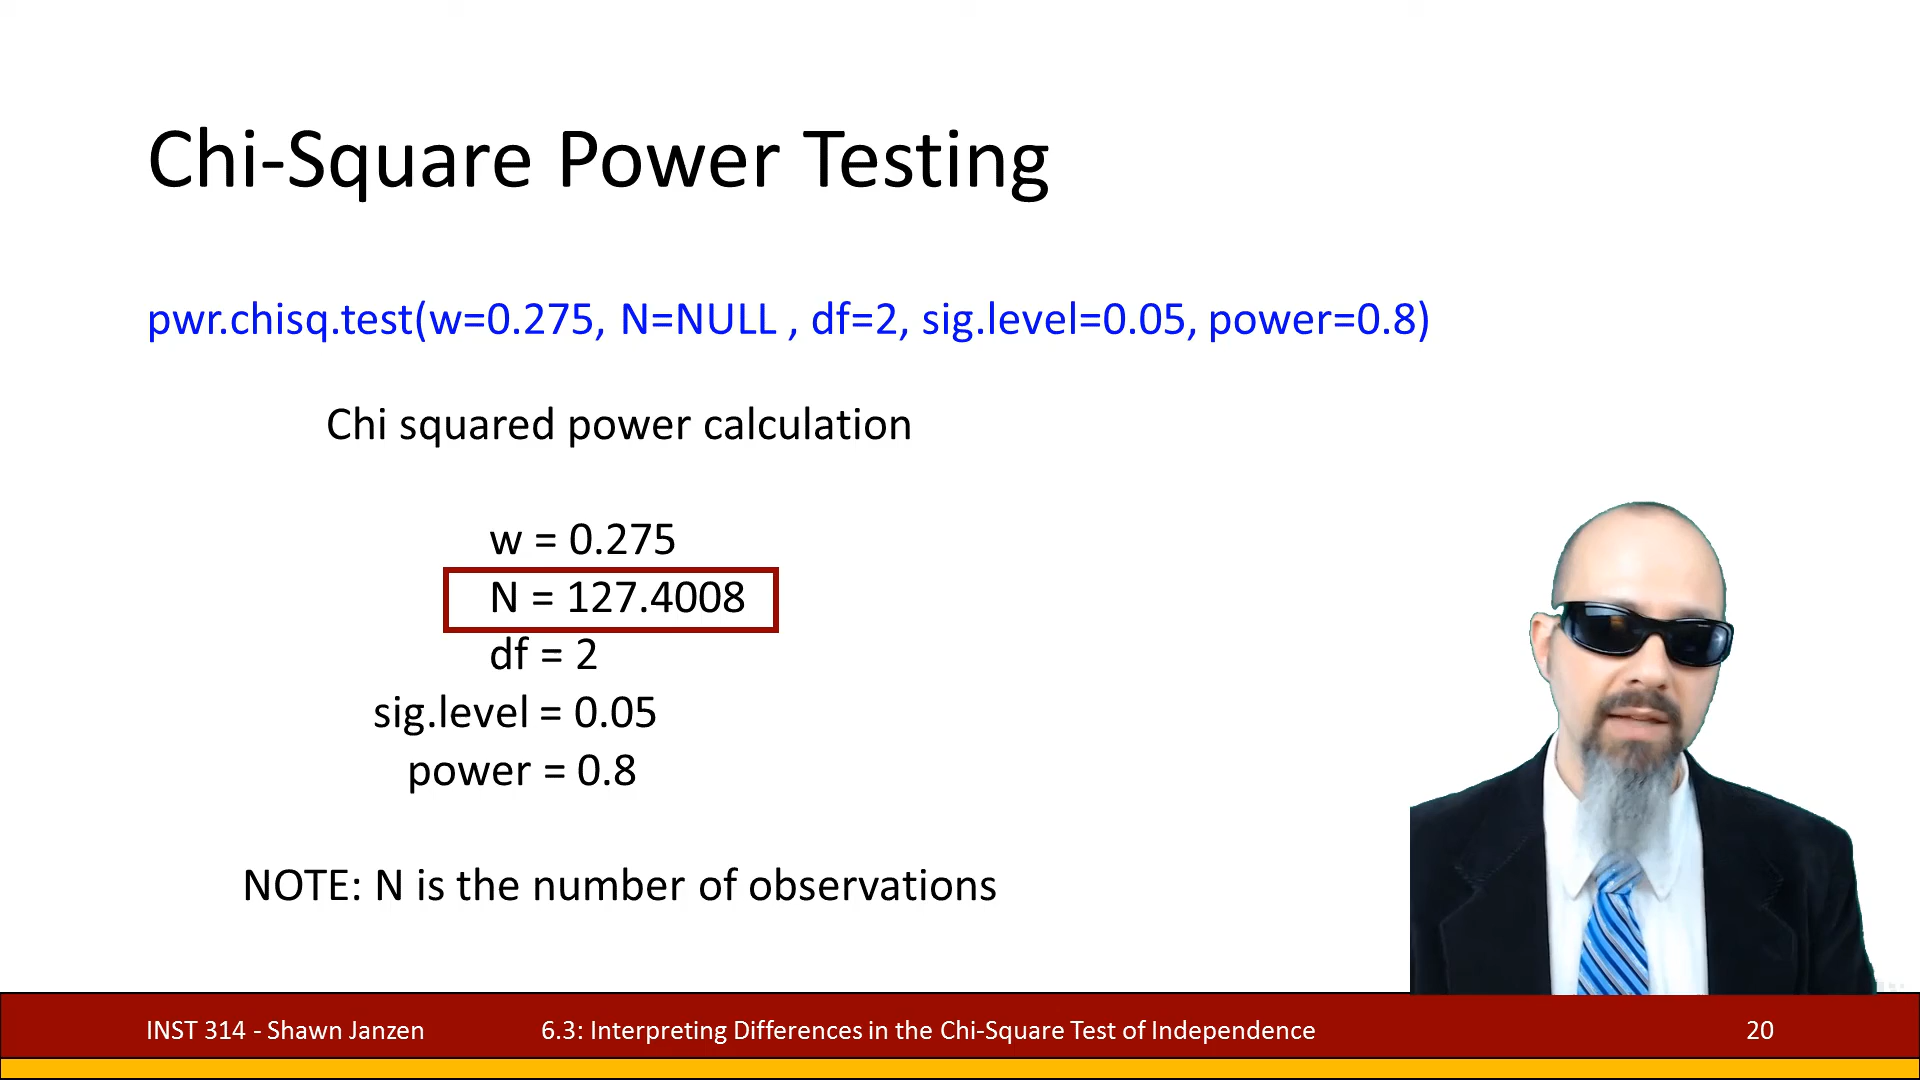 Chi-Square Power Testing
pwr.chisq.test(w=0.275, N=NULL , df=2, sig.level=0.05, power=0.8)
Chi squared power calculation
w = 0.275
N = 127.4008
df = 2
sig.level = 0.05
power = 0.8
NOTE: N is the number of observations
INST 314 - Shawn Janzen
6.3: Interpreting Differences in the Chi-Square Test of Independence
20